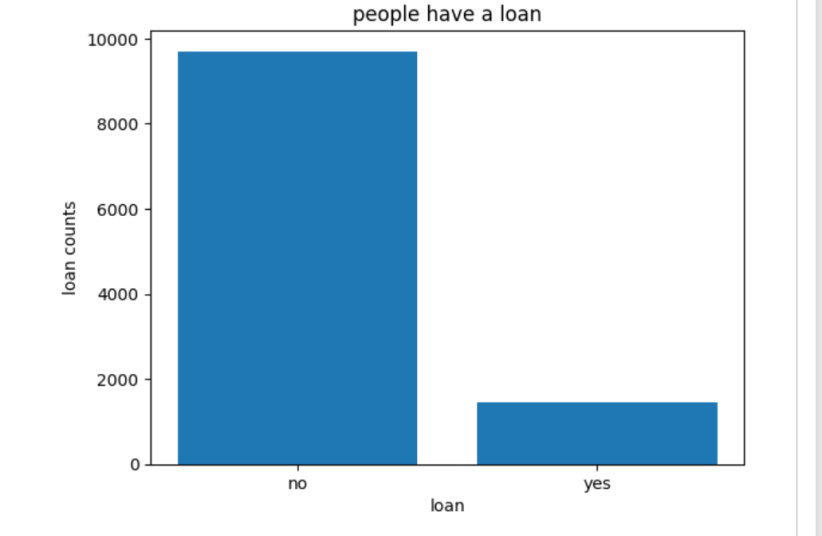 people have a loan
10000
8000
6000
4000
2000
0
loan counts
no
yes
loan